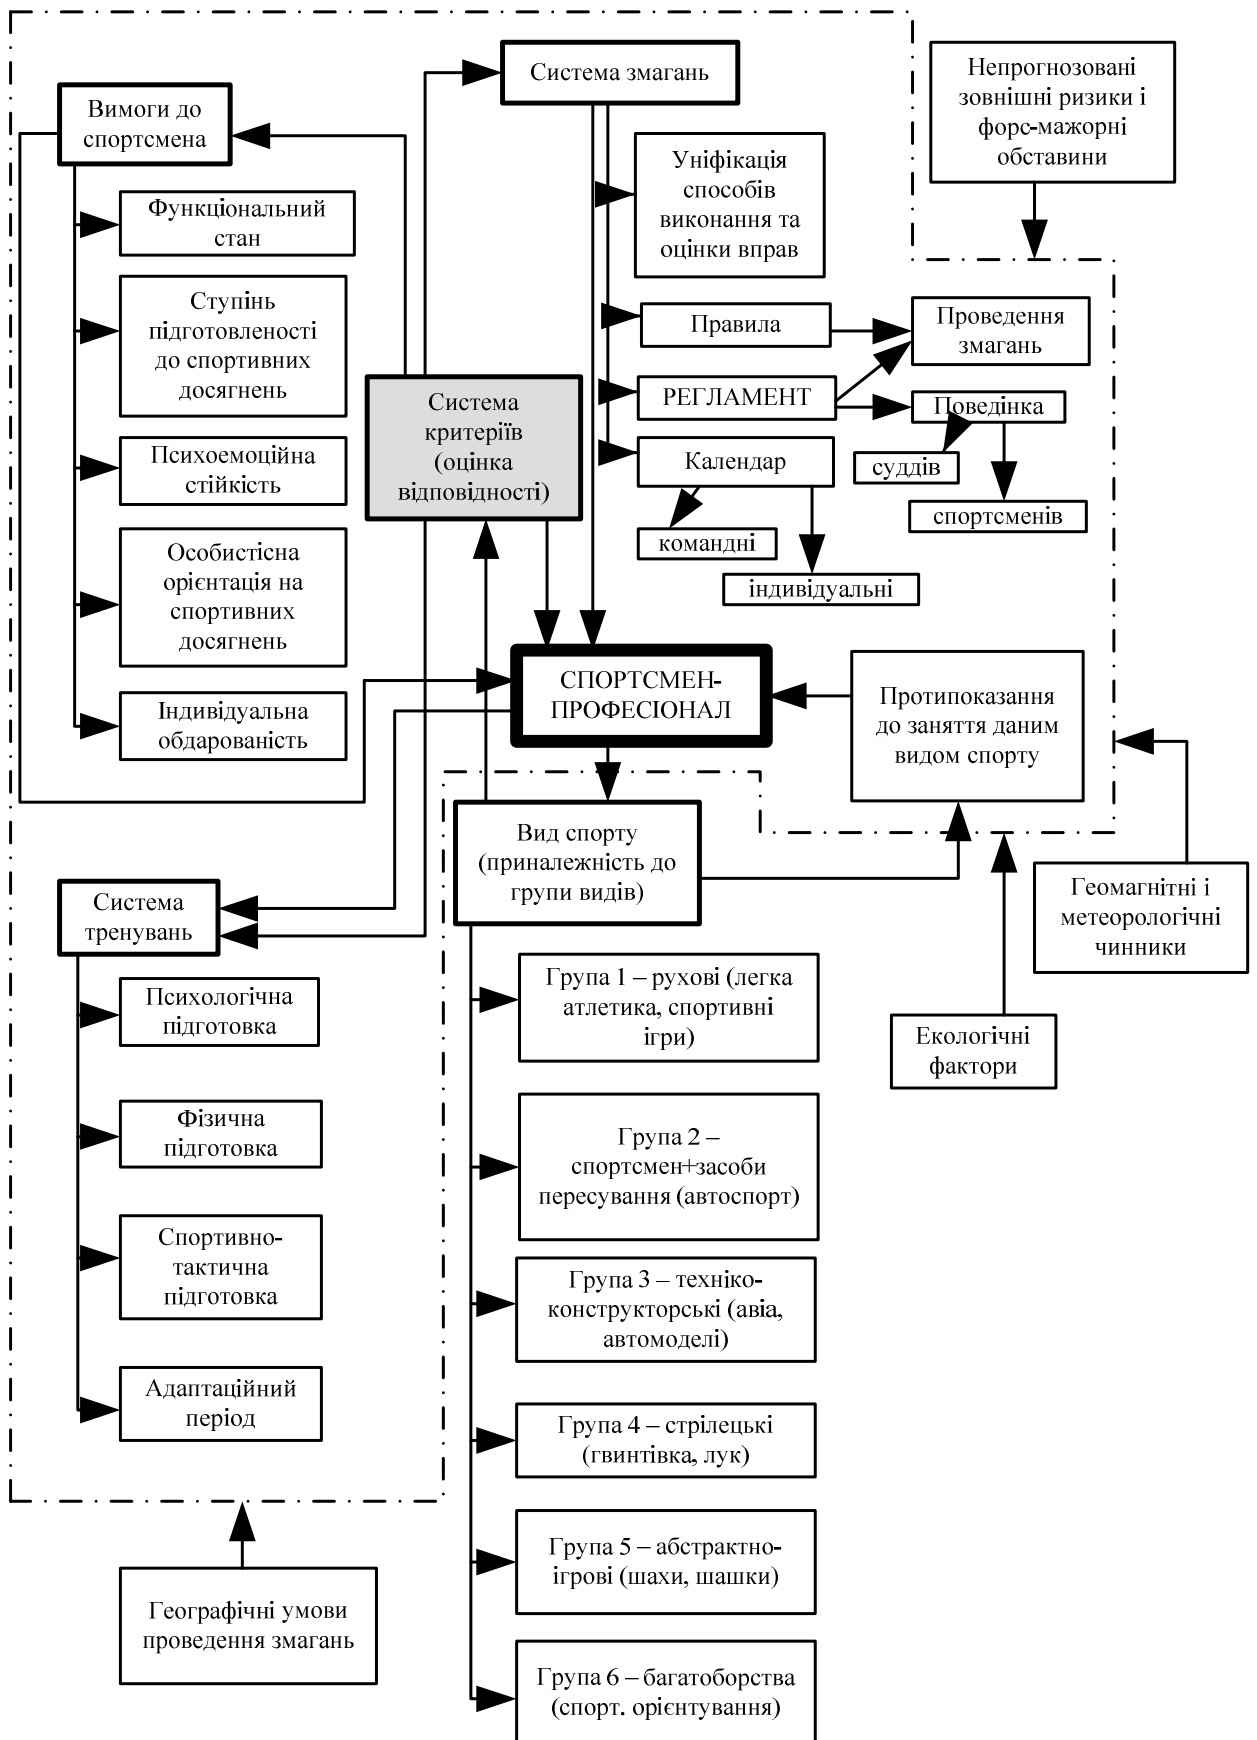 Система змагань
Непрогнозовані
зовнішні ризики і
форс-мажорні
обставини
Вимоги до
спортсмена
Функціональний
стан
Ступінь
підготовленості
до спортивних
досягнень
Психоемоційна
стійкість
Особистісна
орієнтація на
спортивних
досягнень
Індивідуальна
обдарованість
Система
критеріїв
(оцінка
відповідності)
Уніфікація
способів
виконання та
оцінки вправ
Правила
РЕГЛАМЕНТ
Календар
командні
індивідуальні
Проведення
змагань
Поведінка
суддів
спортсменів
СПОРТСМЕН-
ПРОФЕСІОНАЛ
Протипоказання
до заняття даним
видом спорту
Вид спорту
(приналежність до
групи видів)
Геомагнітні і
метеорологічні
чинники
Екологічні
фактори
Система
тренувань
Психологічна
підготовка
Фізична
підготовка
Спортивно-
тактична
підготовка
Адаптаційний
період
Група 1 – рухові (легка
атлетика, спортивні
ігри)
Група 2 –
спортсмен+засоби
пересування (автоспорт)
Група 3 – техніко-
конструкторські (авіа,
автомоделі)
Група 4 – стрілецькі
(гвинтівка, лук)
Група 5 – абстрактно-
ігрові (шахи, шашки)
Група 6 – багатоборства
(спорт. орієнтування)
Географічні умови
проведення змагань